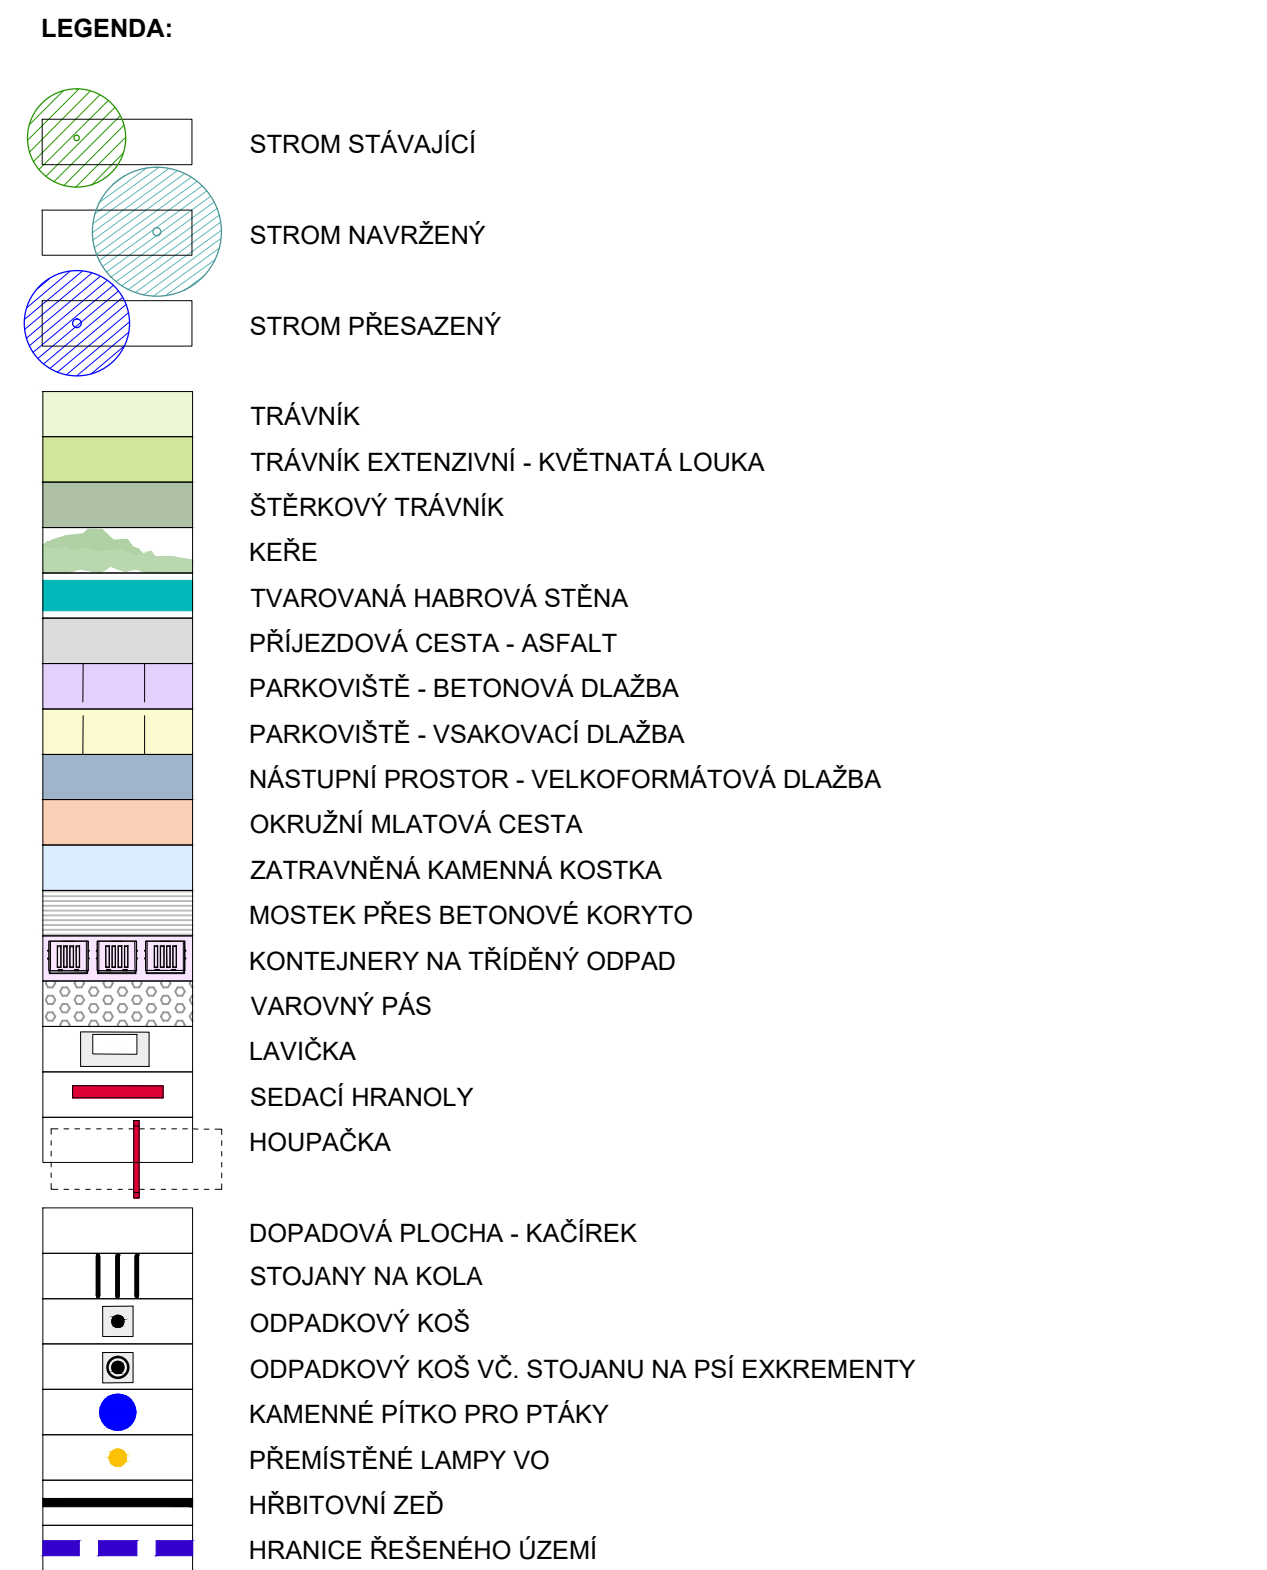 LEGENDA:
STROM STÁVAJÍCÍ
STROM NAVRŽENÝ
STROM PŘESAZENÝ
TRÁVNÍK
TRÁVNÍK EXTENZIVNÍ - KVĚTNATÁ LOUKA
ŠTĚRKOVÝ TRÁVNÍK
KEŘE
TVAROVANÁ HABROVÁ STĚNA
PŘÍJEZDOVÁ CESTA - ASFALT
PARKOVIŠTĚ - BETONOVÁ DLAŽBA
PARKOVIŠTĚ - VSAKOVACÍ DLAŽBA
NÁSTUPNÍ PROSTOR - VELKOFORMÁTOVÁ DLAŽBA
OKRUŽNÍ MLATOVÁ CESTA
ZATRAVNĚNÁ KAMENNÁ KOSTKA
MOSTEK PŘES BETONOVÉ KORYTO
KONTEJNERY NA TŘÍDĚNÝ ODPAD
VAROVNÝ PÁS
LAVIČKA
SEDACÍ HRANOLY
HOUPAČKA
DOPADOVÁ PLOCHA - KAČÍREK
STOJANY NA KOLA
ODPADKOVÝ KOŠ
ODPADKOVÝ KOŠ VČ. STOJANU NA PSÍ EXKREMENTY
KAMENNÉ PÍTKO PRO PTÁKY
PŘEMÍSTĚNÉ LAMPY VO
HŘBITOVNÍ ZEĎ
HRANICE ŘEŠENÉHO ÚZEMÍ